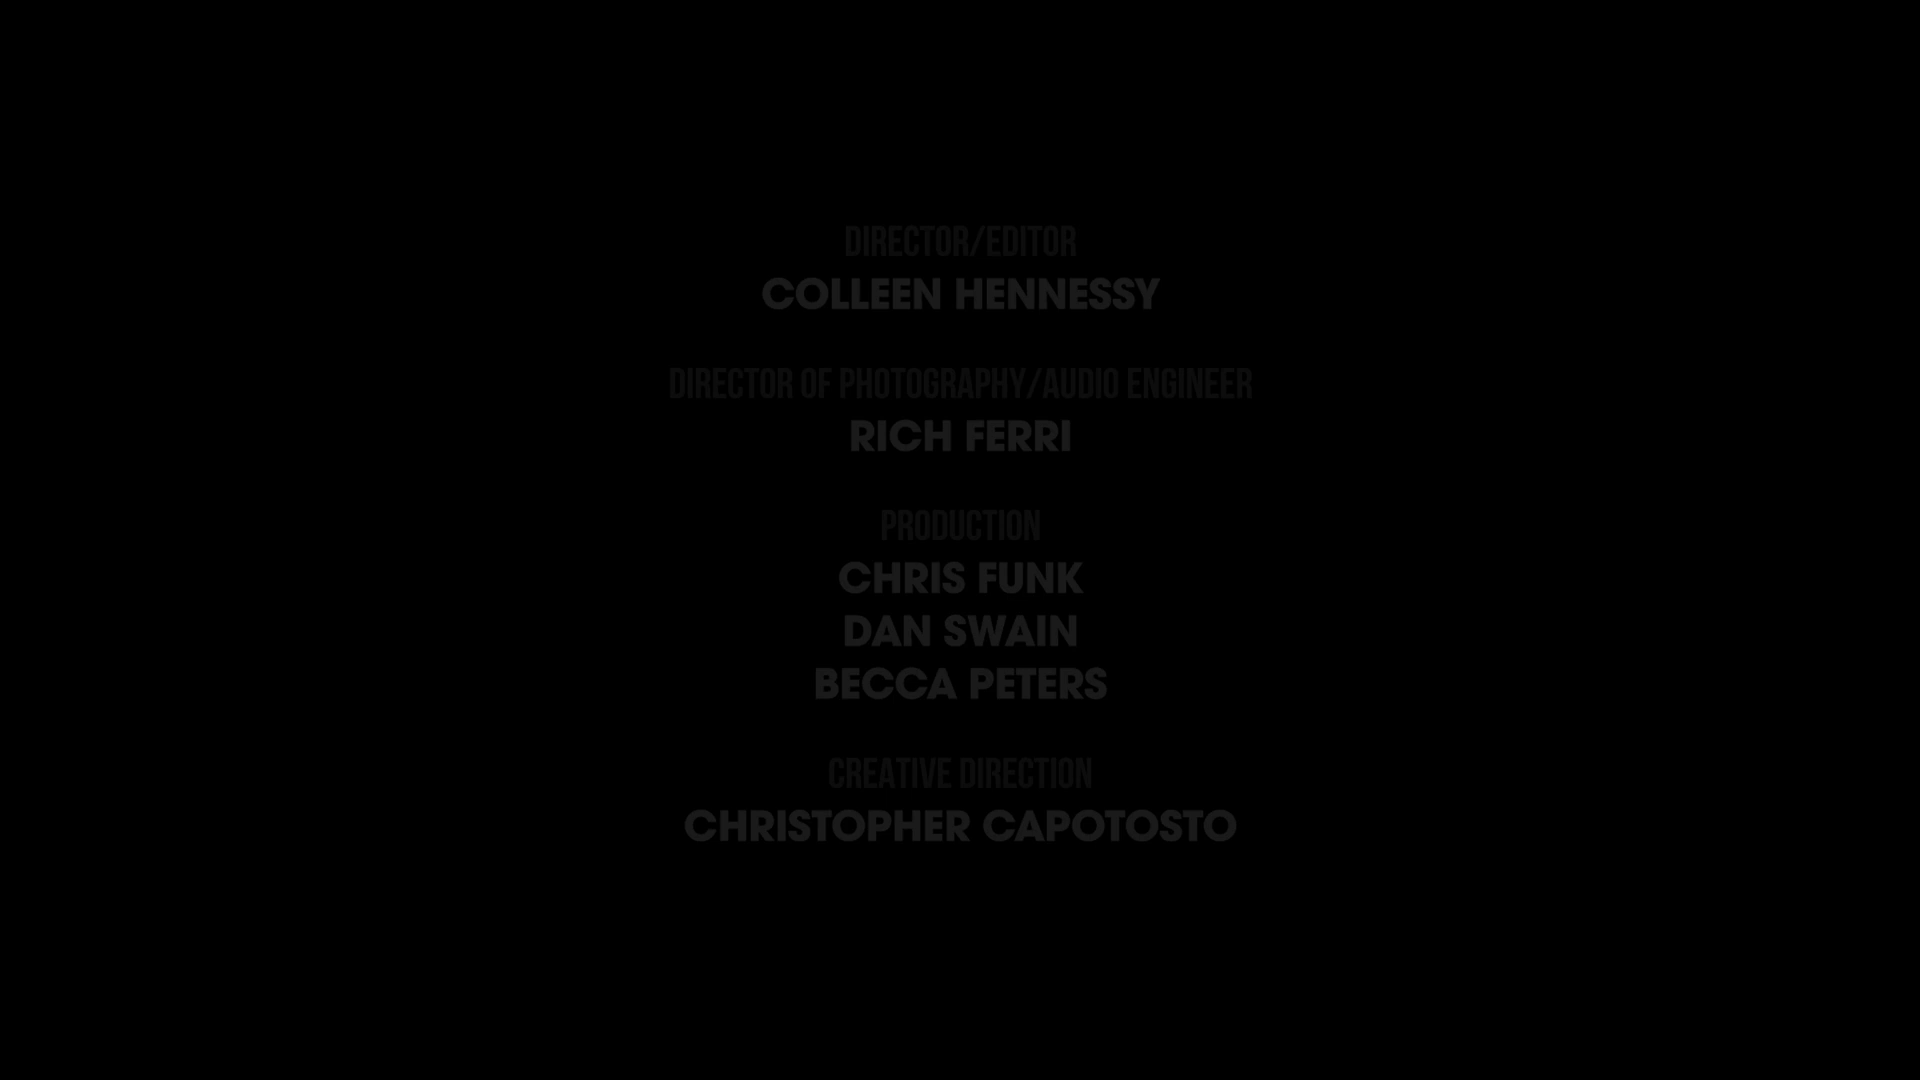 DIRECTOR/EDITOR
COLLEEN HENNESSY
DIRECTOR OF PHOTOGRAPHY/AUDIO ENGINEER
RICH FERRI
PRODUCTION
CHRIS FUNK
DAN SWAIN
BECCA PETERS
CREATIVE DIRECTION
CHRISTOPHER CAPOTOSTO